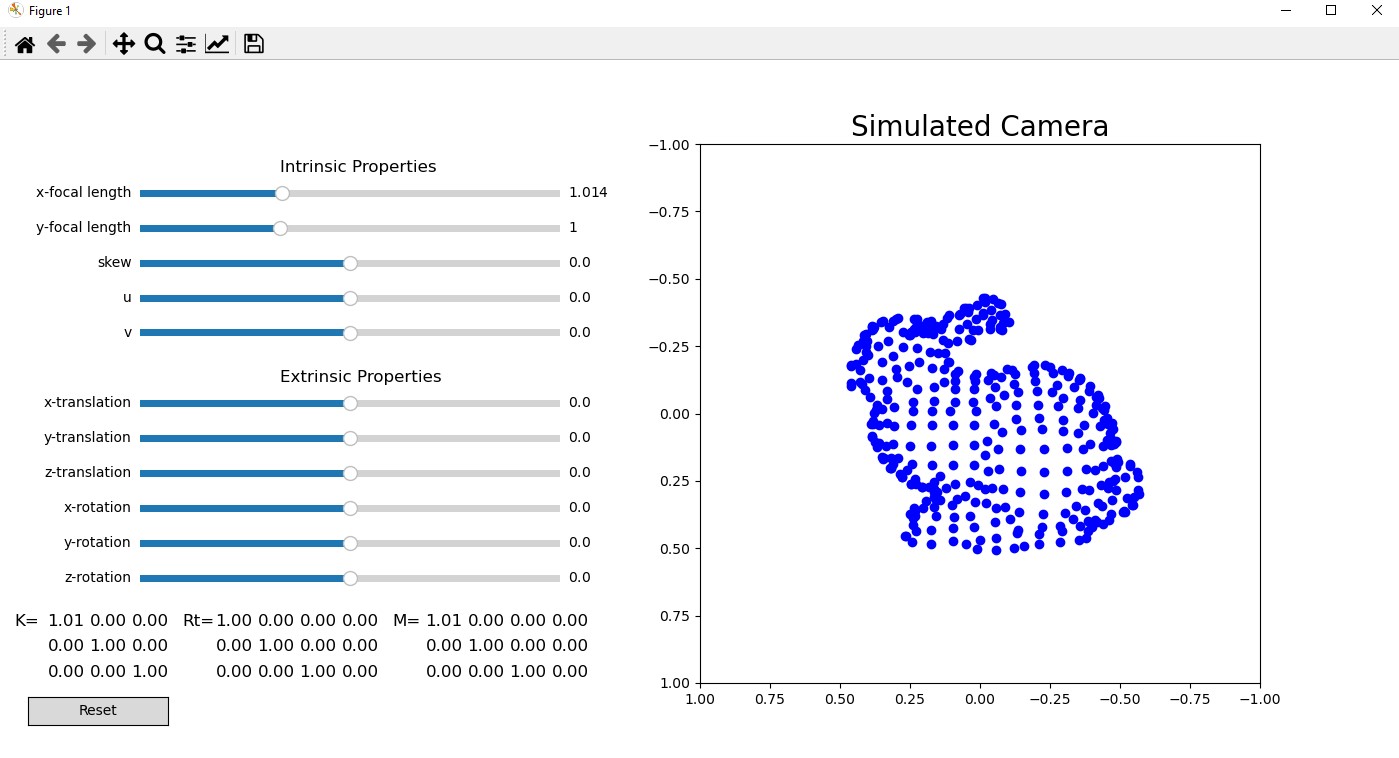 Figure 1
Simulated Camera
Intrinsic Properties
x-focal length 1.014
y-focal length 1
skew 0.0
u 0.0
v 0.0
Extrinsic Properties
x-translation 0.0
y-translation 0.0
z-translation 0.0
x-rotation 0.0
y-rotation 0.0
z-rotation 0.0
K= 1.01 0.00 0.00 Rt= 1.00 0.00 0.00 0.00 M= 1.01 0.00 0.00 0.00
0.00 1.00 0.00 0.00 1.00 0.00 0.00 0.00 1.00 0.00 0.00
0.00 0.00 1.00 0.00 0.00 1.00 0.00 0.00 0.00 1.00 0.00
Reset
−1.00
−0.75
−0.50
−0.25
0.00
0.25
0.50
0.75
1.00
1.00 0.75 0.50 0.25 0.00 −0.25 −0.50 −0.75 −1.00